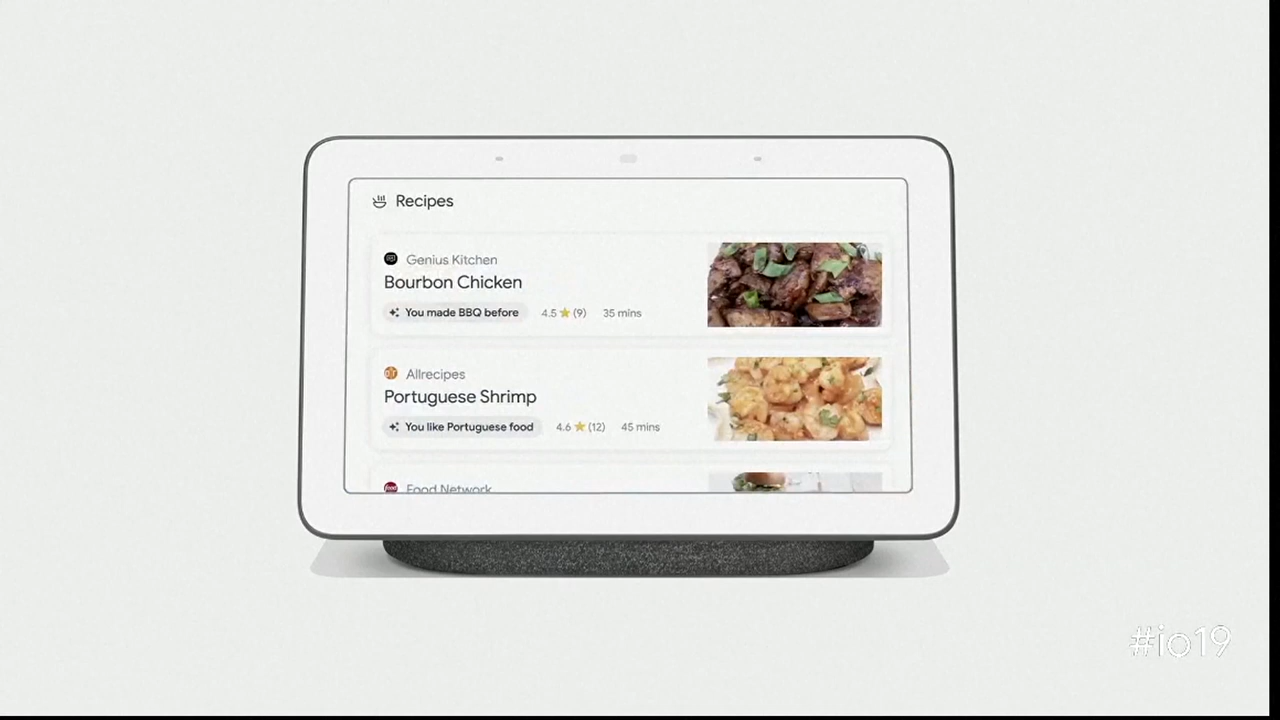 Recipes
Genius Kitchen
Bourbon Chicken
You made BBQ before 4.5 ★ (9) 35 mins
Allrecipes
Portuguese Shrimp
You like Portuguese food 4.6 ★ (12) 45 mins
Food Network
#io19